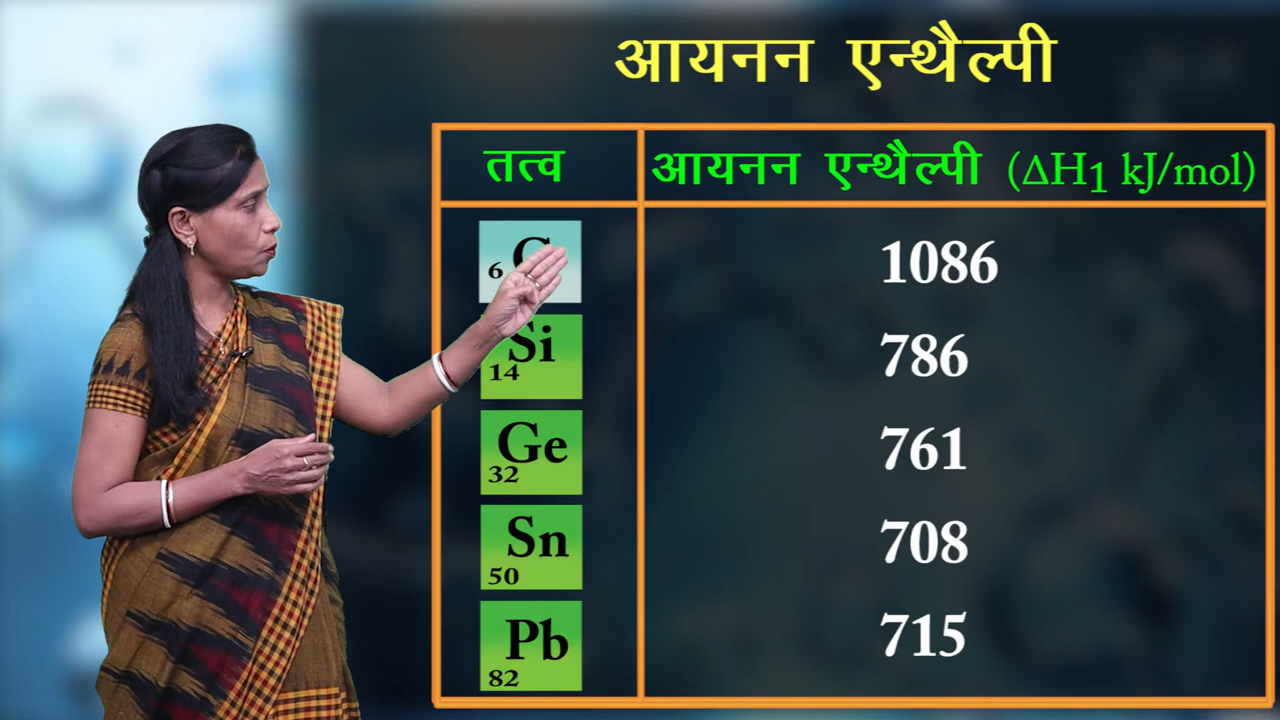 आयनन एन्थैल्पी
तत्व आयनन एन्थैल्पी (ΔH1 kJ/mol)
6 C 1086
Si 786
14
Ge 761
32
Sn 708
50
Pb 715
82